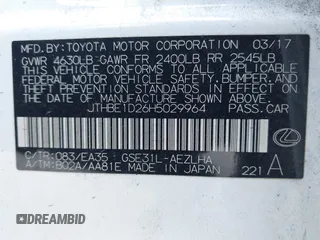 MFD.BY:TOYOTA MOTOR CORPORATION 03/17
GVWR 4630LB GAWR FR 2400LB RR 2545LB
THIS VEHICLE CONFORMS TO ALL APPLICABLE
FEDERAL MOTOR VEHICLE SAFETY, BUMPER, AND
THEFT PREVENTION STANDARDS IN EFFECT ON
THE DATE OF MANUFACTURE SHOWN ABOVE.
JTHBE1D26H5029964 PASS.CAR
C/TR:083/EA35 GSE31L-AEZLHA
A/TM:B02A/AA81E MADE IN JAPAN 221 A
© DEALERSHIPS.CC